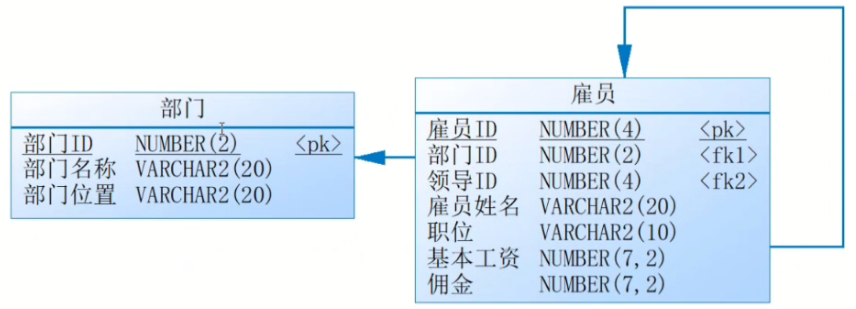 部门
部门ID NUMBER(2) <pk>
部门名称 VARCHAR2(20)
部门位置 VARCHAR2(20)
雇员
雇员ID NUMBER(4) <pk>
部门ID NUMBER(2) <fk1>
领导ID NUMBER(4) <fk2>
雇员姓名 VARCHAR2(20)
职位 VARCHAR2(10)
基本工资 NUMBER(7,2)
佣金 NUMBER(7,2)